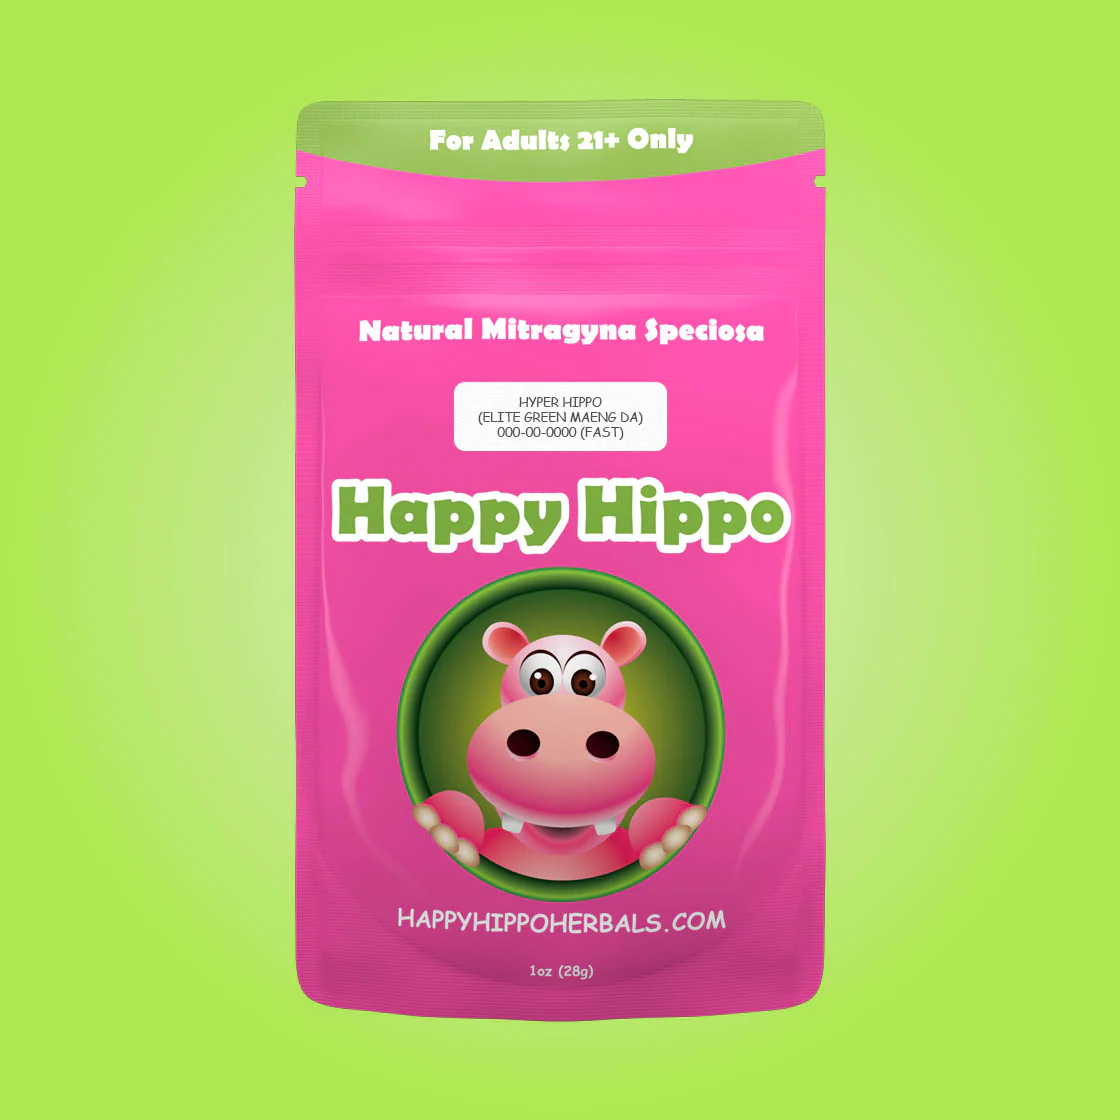 For Adults 21+ Only
Natural Mitragyna Speciosa
HYPER HIPPO
(ELITE GREEN MAENG DA)
000-00-0000 (FAST)
Happy Hippo
HAPPYHIPPOHERBALS.COM
1oz (28g)